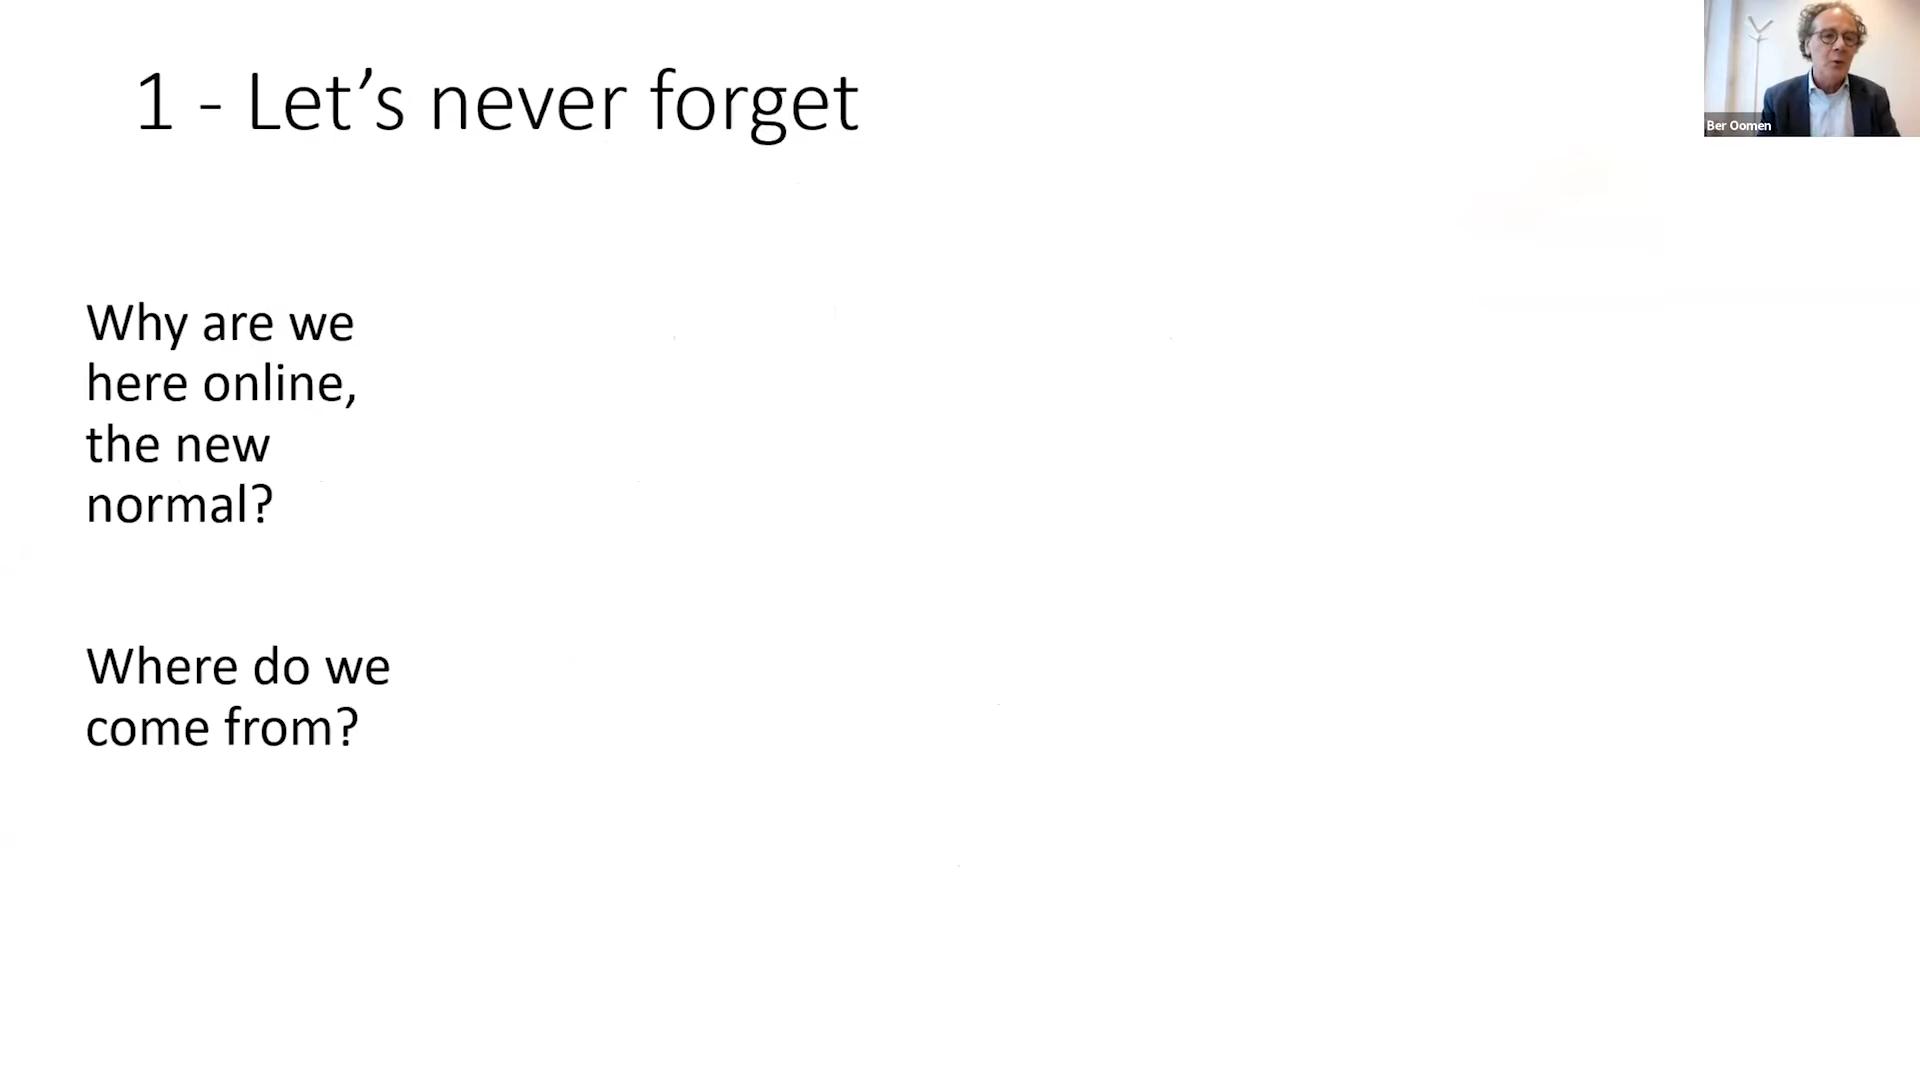 1 - Let’s never forget
Ber Oomen
Why are we
here online,
the new
normal?
Where do we
come from?